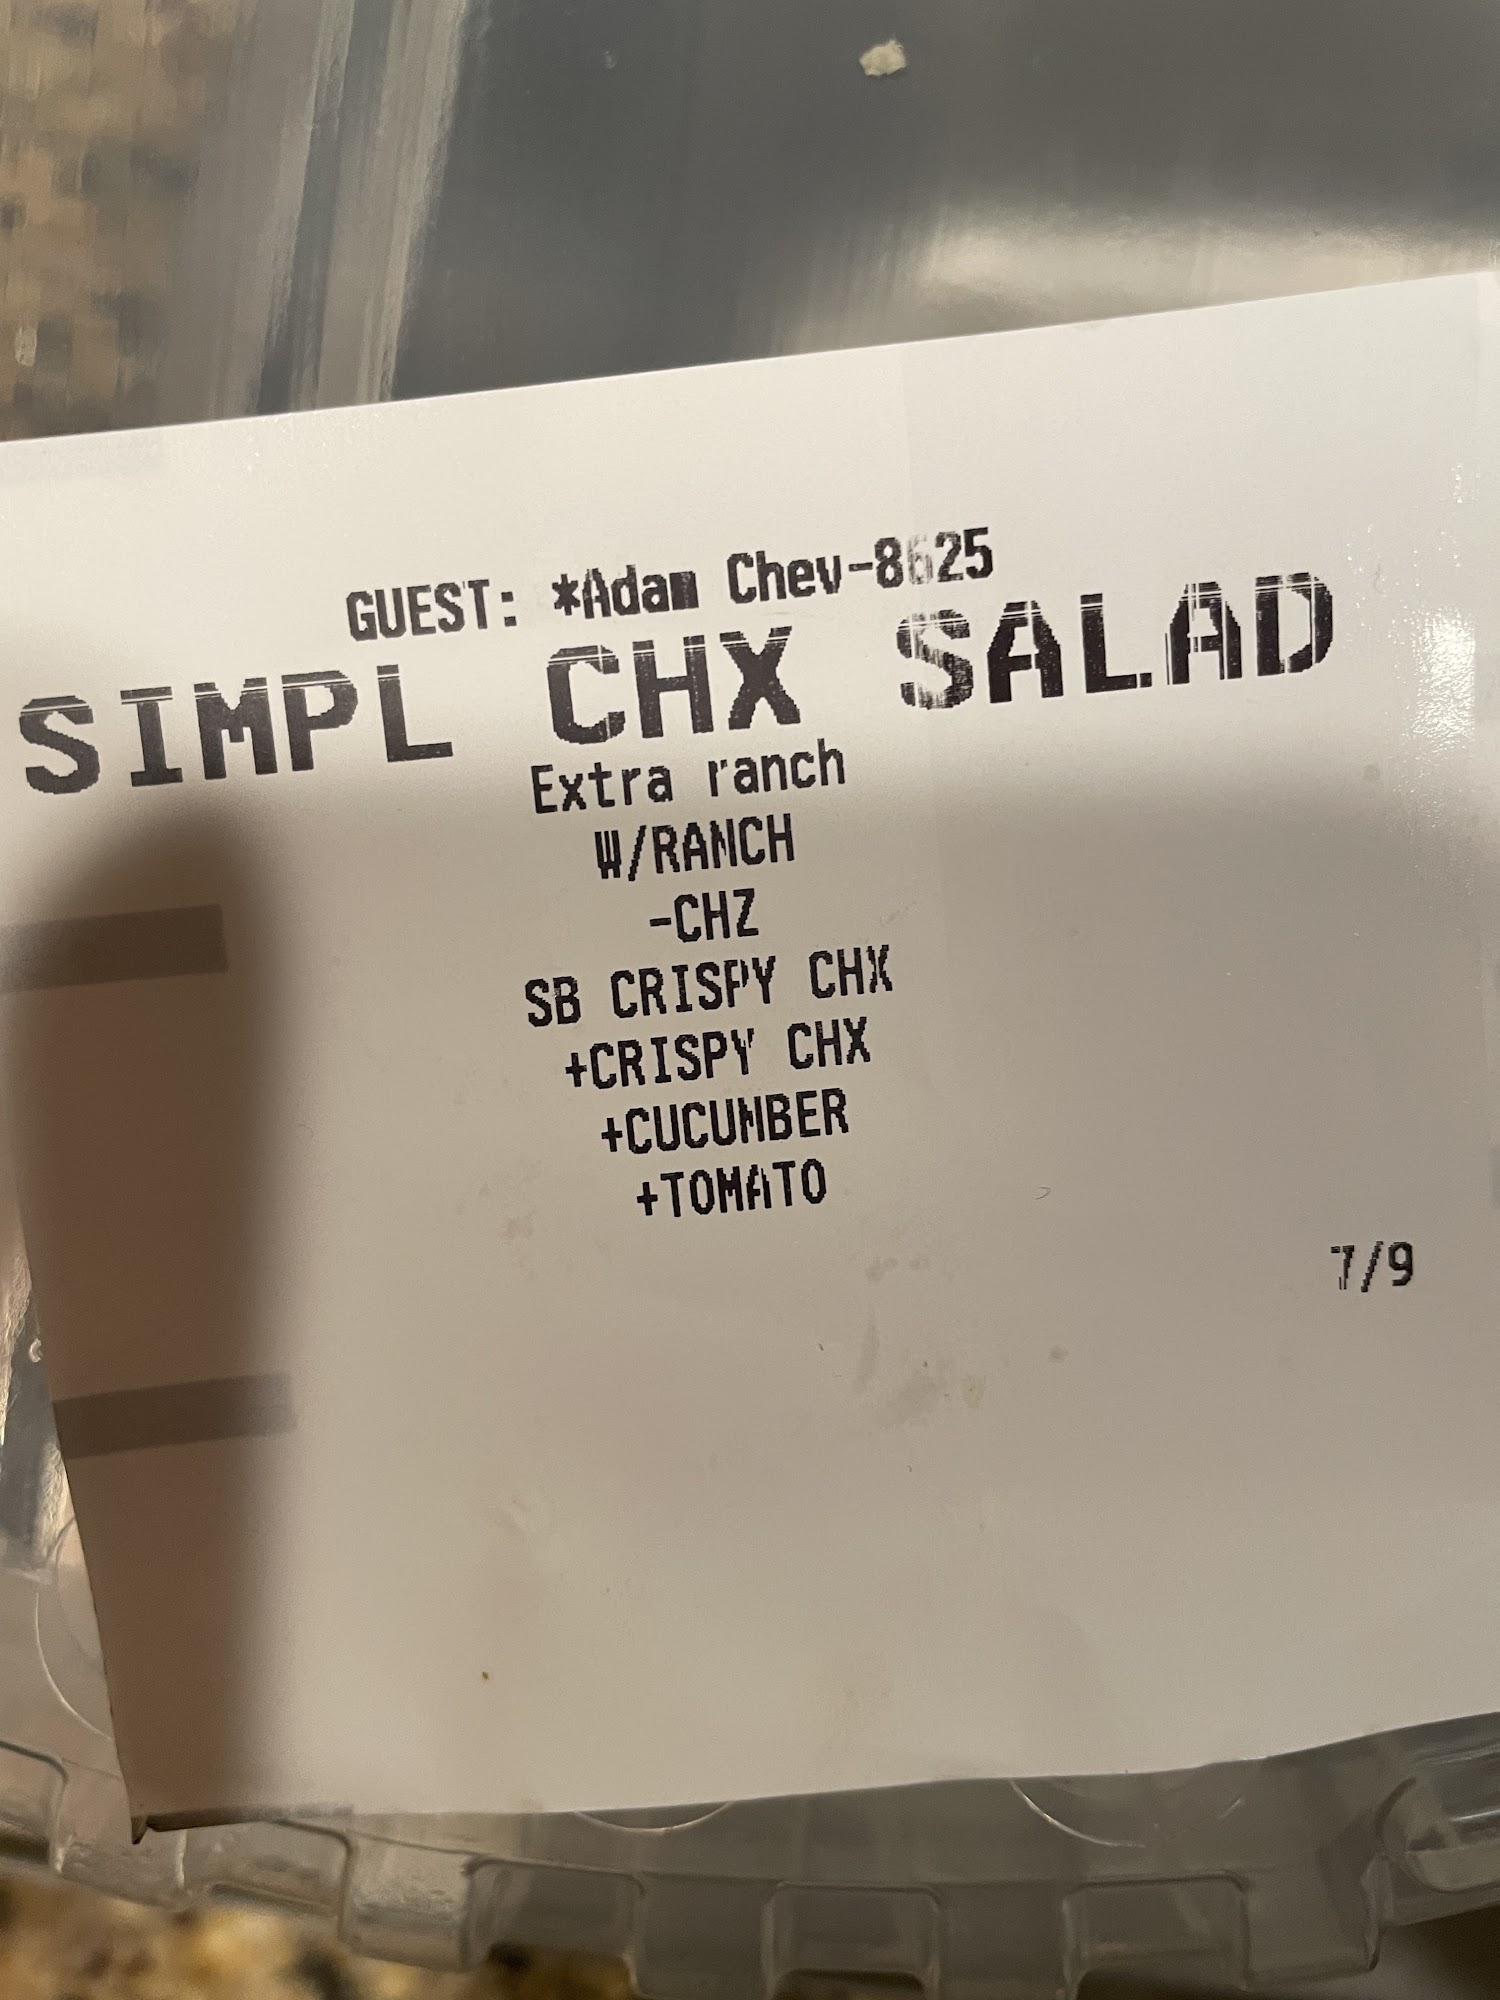 GUEST: *Adam Chev-8625
SIMPL CHX SALAD
Extra ranch
W/RANCH
-CHZ
SB CRISPY CHX
+CRISPY CHX
+CUCUMBER
+TOMATO
7/9